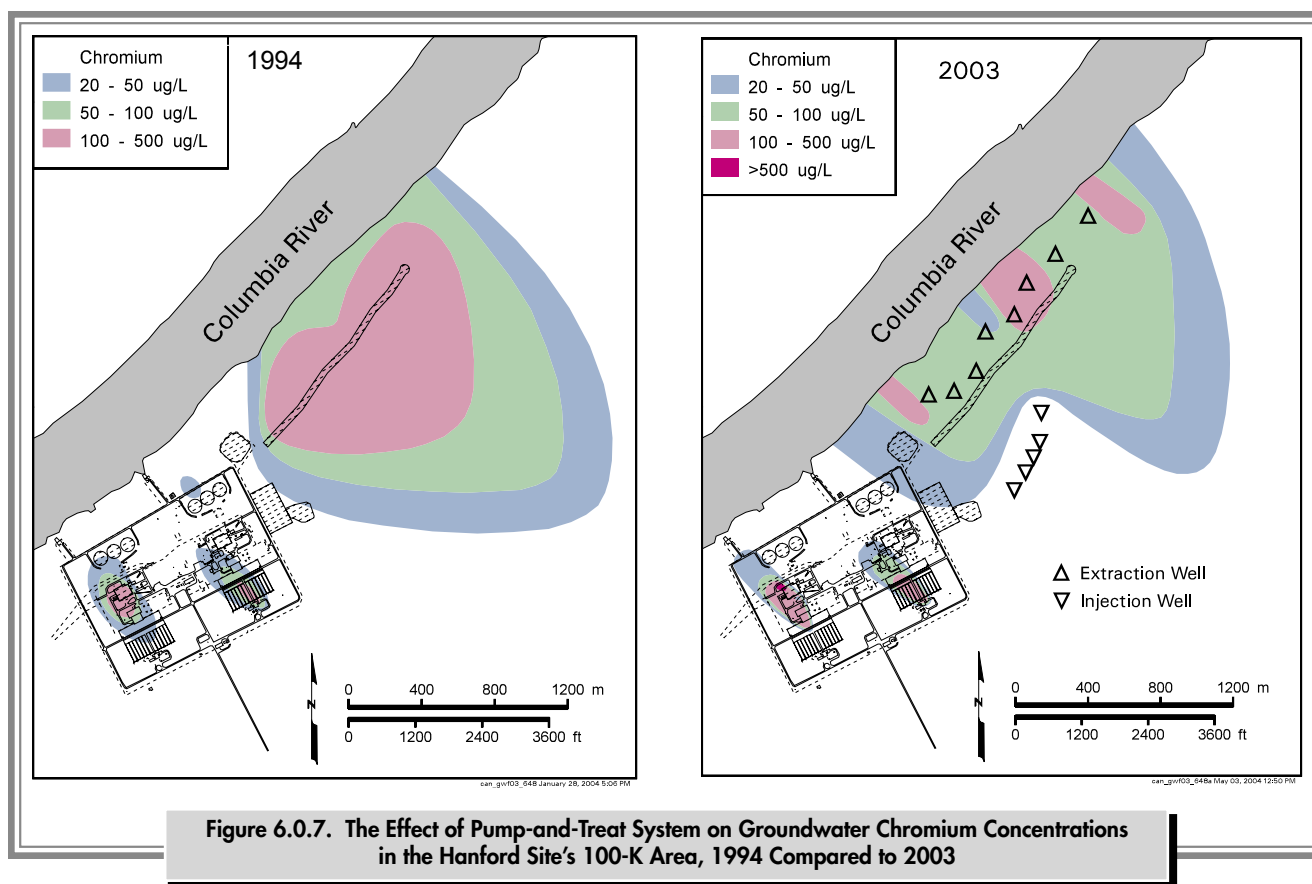 Chromium
20 - 50 ug/L
50 - 100 ug/L
100 - 500 ug/L
1994
Columbia River
N
0 400 800 1200 m
0 1200 2400 3600 ft
can_gwf03_648 January 28, 2004 5:06 PM
Chromium
20 - 50 ug/L
50 - 100 ug/L
100 - 500 ug/L
>500 ug/L
2003
Columbia River
Extraction Well
Injection Well
N
0 400 800 1200 m
0 1200 2400 3600 ft
can_gwf03_648a May 03, 2004 12:50 PM
Figure 6.0.7. The Effect of Pump-and-Treat System on Groundwater Chromium Concentrations
in the Hanford Site's 100-K Area, 1994 Compared to 2003